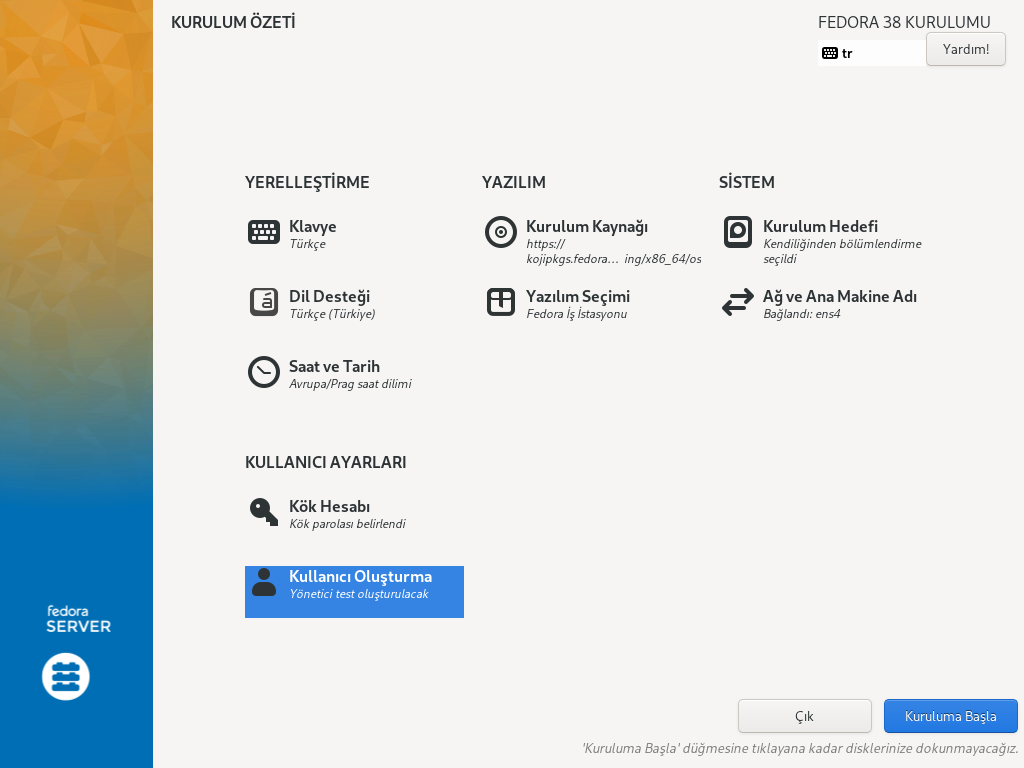 KURULUM ÖZETİ
FEDORA 38 KURULUMU
tr
Yardım!
YERELLEŞTİRME
Klavye
Türkçe
Dil Desteği
Türkçe (Türkiye)
Saat ve Tarih
Avrupa/Prag saat dilimi
YAZILIM
Kurulum Kaynağı
https://
kojipkgs.fedora… ing/x86_64/os
Yazılım Seçimi
Fedora İş İstasyonu
SİSTEM
Kurulum Hedefi
Kendiliğinden bölümlendirme
seçildi
Ağ ve Ana Makine Adı
Bağlandı: ens4
KULLANICI AYARLARI
Kök Hesabı
Kök parolası belirlendi
Kullanıcı Oluşturma
Yönetici test oluşturulacak
fedora
SERVER
Çık
Kuruluma Başla
'Kuruluma Başla' düğmesine tıklayana kadar disklerinize dokunmayacağız.